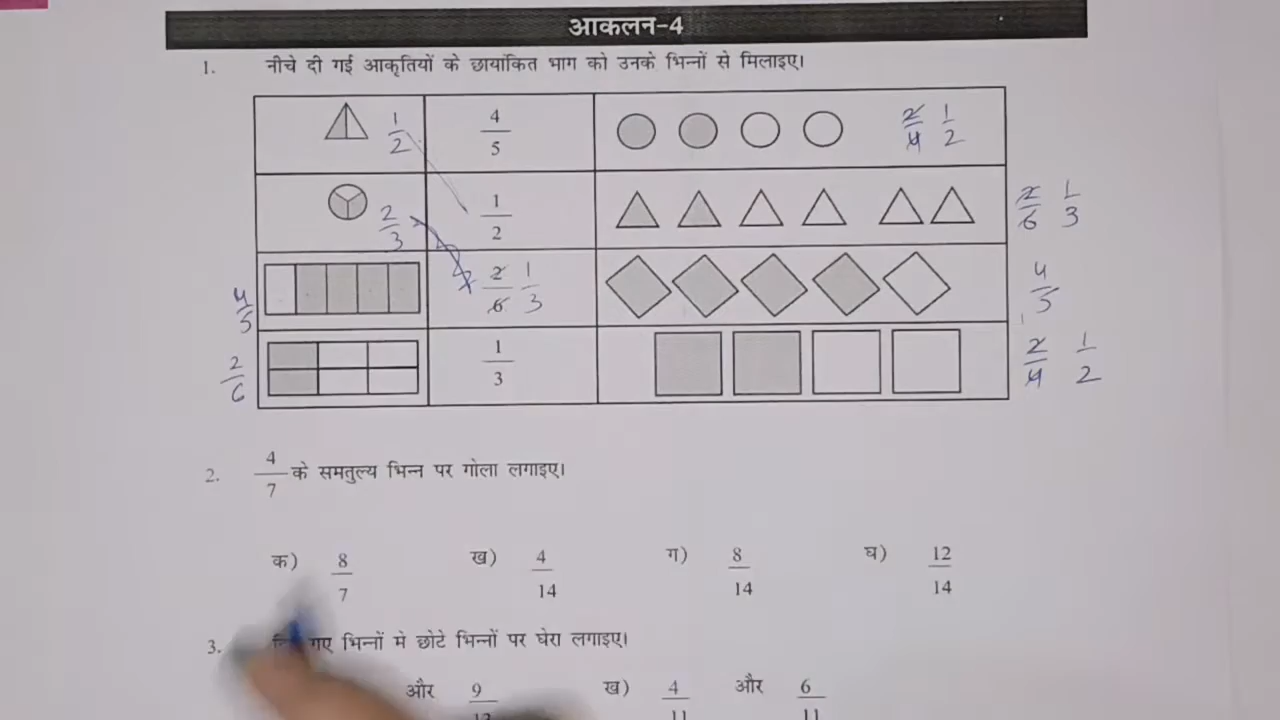 आकलन-4
1. नीचे दी गई आकृतियों के छायांकित भाग को उनके भिन्नों से मिलाइए।
1/2 4/5 2/4 1/2
2/3 1/2 2/6 1/3
4/5 2/6 1/3 4/5
2/6 1/3 2/4 1/2
2. 4/7 के समतुल्य भिन्न पर गोला लगाइए।
क) 8/7 ख) 4/14 ग) 8/14 घ) 12/14
3. गए भिन्नों मे छोटे भिन्नों पर घेरा लगाइए।
और 9/13 ख) 4/11 और 6/11